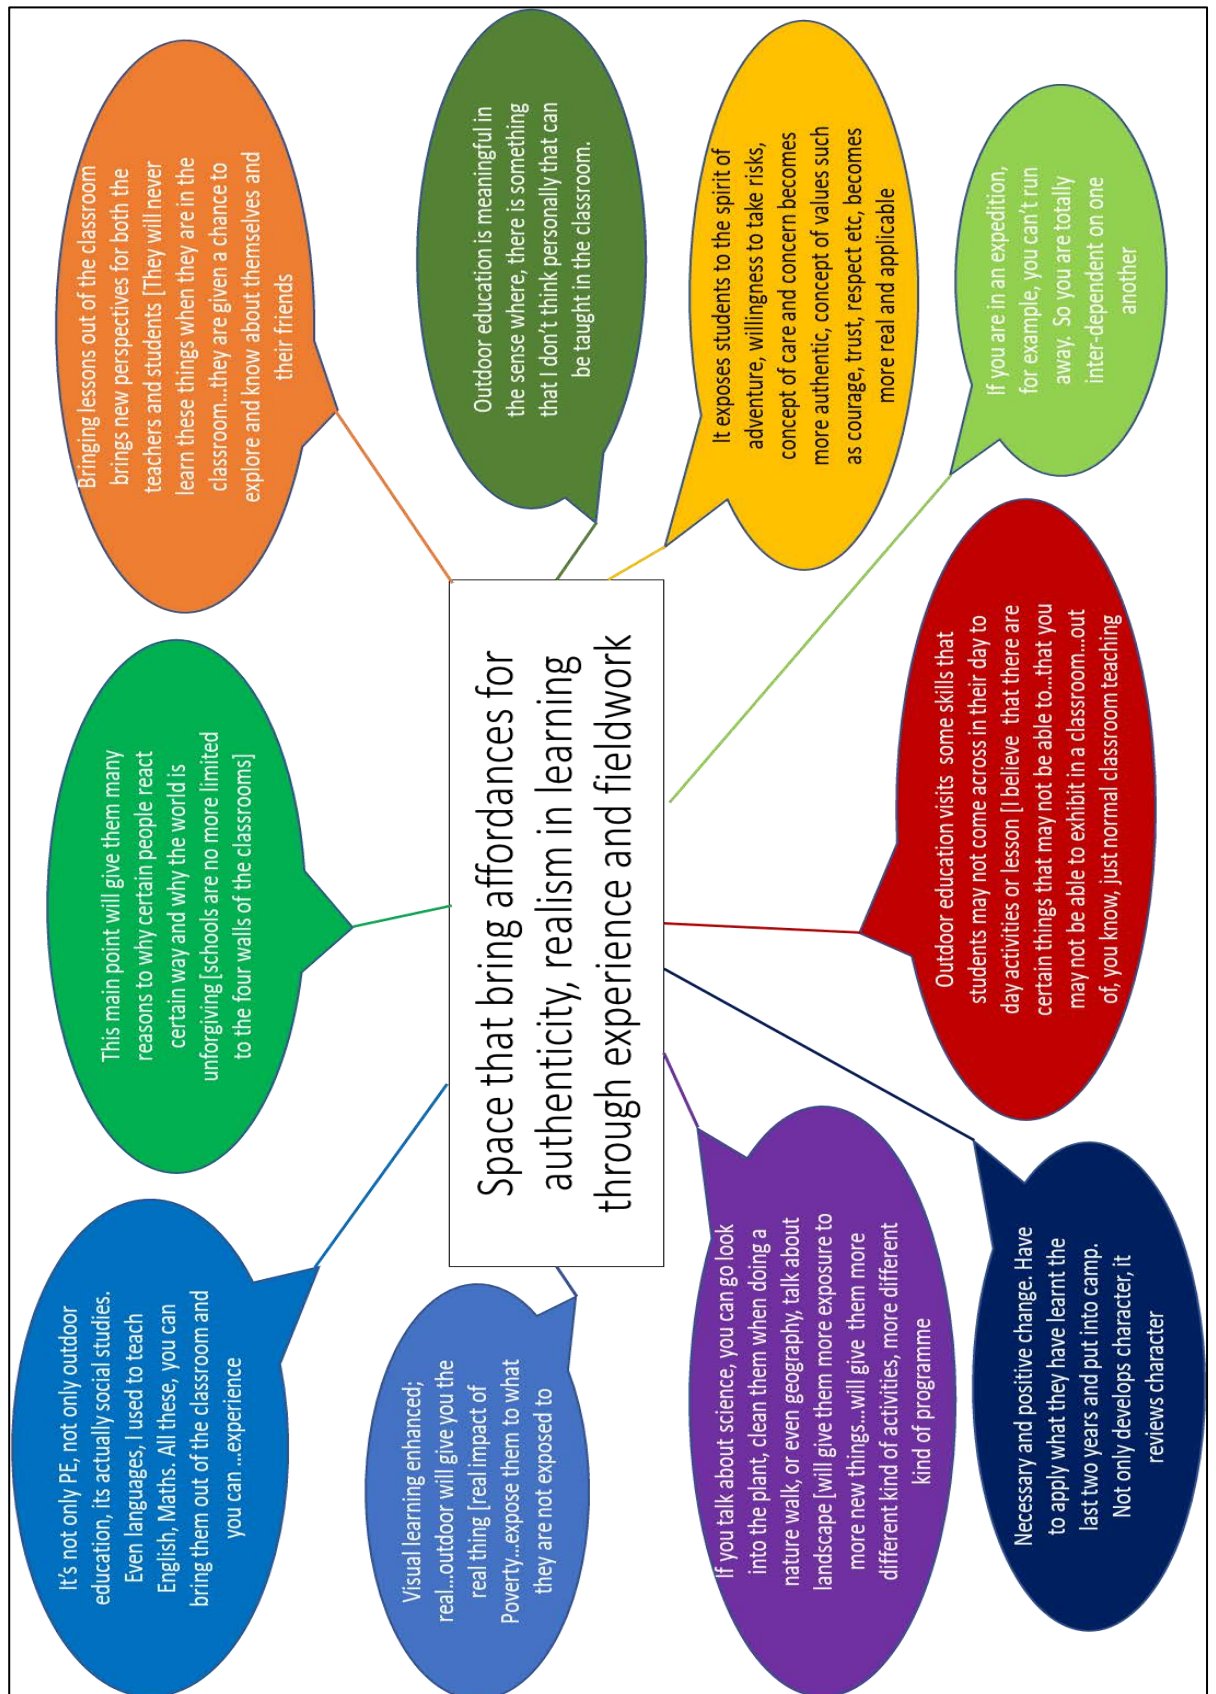 It's not only PE, not only outdoor
education, its actually social studies.
Even languages, I used to teach
English, Maths. All these, you can
bring them out of the classroom and
you can ...experience
This main point will give them many
reasons to why certain people react
certain way and why the world is
unforgiving [schools are no more limited
to the four walls of the classrooms]
Bringing lessons out of the classroom
brings new perspectives for both the
teachers and students [They will never
learn these things when they are in the
classroom...they are given a chance to
explore and know about themselves and
their friends
Visual learning enhanced;
real...outdoor will give you the
real thing [real impact of
Poverty...expose them to what
they are not exposed to
Space that bring affordances for
authenticity, realism in learning
through experience and fieldwork
Outdoor education is meaningful in
the sense where, there is something
that I don't think personally that can
be taught in the classroom.
If you talk about science, you can go look
into the plant, clean them when doing a
nature walk, or even geography, talk about
landscape [will give them more exposure to
more new things...will give  them more
different kind of activities, more different
kind of programme
It exposes students to the spirit of
adventure, willingness to take risks,
concept of care and concern becomes
more authentic, concept of values such
as courage, trust, respect etc, becomes
more real and applicable
Necessary and positive change. Have
to apply what they have learnt the
last two years and put into camp.
Not only develops character, it
reviews character
Outdoor education visits  some skills that
students may not come across in their day to
day activities or lesson [I believe  that there are
certain things that may not be able to...that you
may not be able to exhibit in a classroom...out
of, you know, just normal classroom teaching
If you are in an expedition,
for example, you can't run
away. So you are totally
inter-dependent on one
another